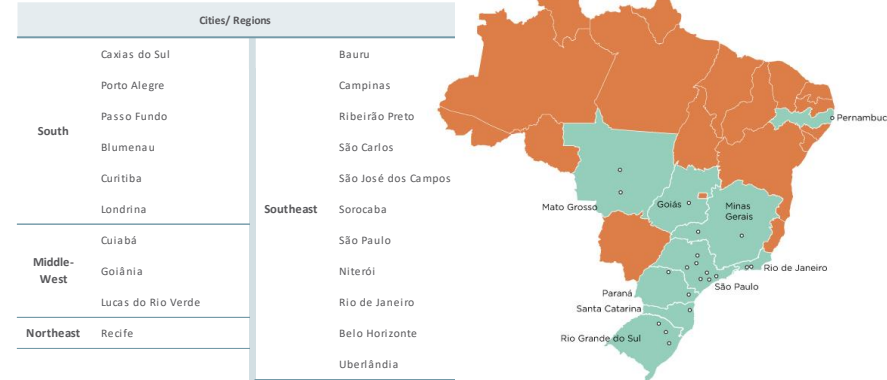 Cities/ Regions
South
Caxias do Sul
Porto Alegre
Passo Fundo
Blumenau
Curitiba
Londrina
Middle-
West
Cuiabá
Goiânia
Lucas do Rio Verde
Northeast
Recife
Southeast
Bauru
Campinas
Ribeirão Preto
São Carlos
São José dos Campos
Sorocaba
São Paulo
Niterói
Rio de Janeiro
Belo Horizonte
Uberlândia
Pernambuc
Mato Grosso
Goiás
Minas
Gerais
Rio de Janeiro
São Paulo
Paraná
Santa Catarina
Rio Grande do Sul